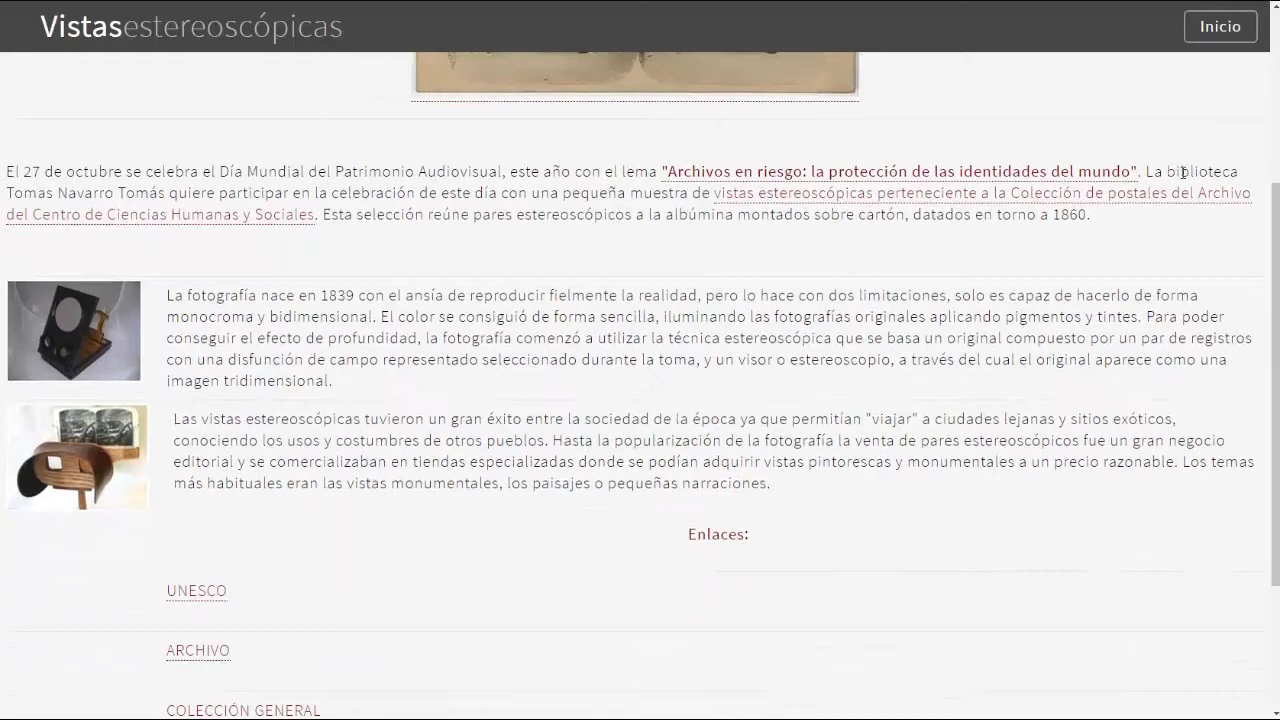 Vistasestereoscópicas
Inicio
El 27 de octubre se celebra el Día Mundial del Patrimonio Audiovisual, este año con el lema "Archivos en riesgo: la protección de las identidades del mundo". La biblioteca
Tomas Navarro Tomás quiere participar en la celebración de este día con una pequeña muestra de vistas estereoscópicas perteneciente a la Colección de postales del Archivo
del Centro de Ciencias Humanas y Sociales. Esta selección reúne pares estereoscópicos a la albúmina montados sobre cartón, datados en torno a 1860.
La fotografía nace en 1839 con el ansía de reproducir fielmente la realidad, pero lo hace con dos limitaciones, solo es capaz de hacerlo de forma
monocroma y bidimensional. El color se consiguió de forma sencilla, iluminando las fotografías originales aplicando pigmentos y tintes. Para poder
conseguir el efecto de profundidad, la fotografía comenzó a utilizar la técnica estereoscópica que se basa un original compuesto por un par de registros
con una disfunción de campo representado seleccionado durante la toma, y un visor o estereoscopio, a través del cual el original aparece como una
imagen tridimensional.
Las vistas estereoscópicas tuvieron un gran éxito entre la sociedad de la época ya que permitían "viajar" a ciudades lejanas y sitios exóticos,
conociendo los usos y costumbres de otros pueblos. Hasta la popularización de la fotografía la venta de pares estereoscópicos fue un gran negocio
editorial y se comercializaban en tiendas especializadas donde se podían adquirir vistas pintorescas y monumentales a un precio razonable. Los temas
más habituales eran las vistas monumentales, los paisajes o pequeñas narraciones.
Enlaces:
UNESCO
ARCHIVO
COLECCIÓN GENERAL